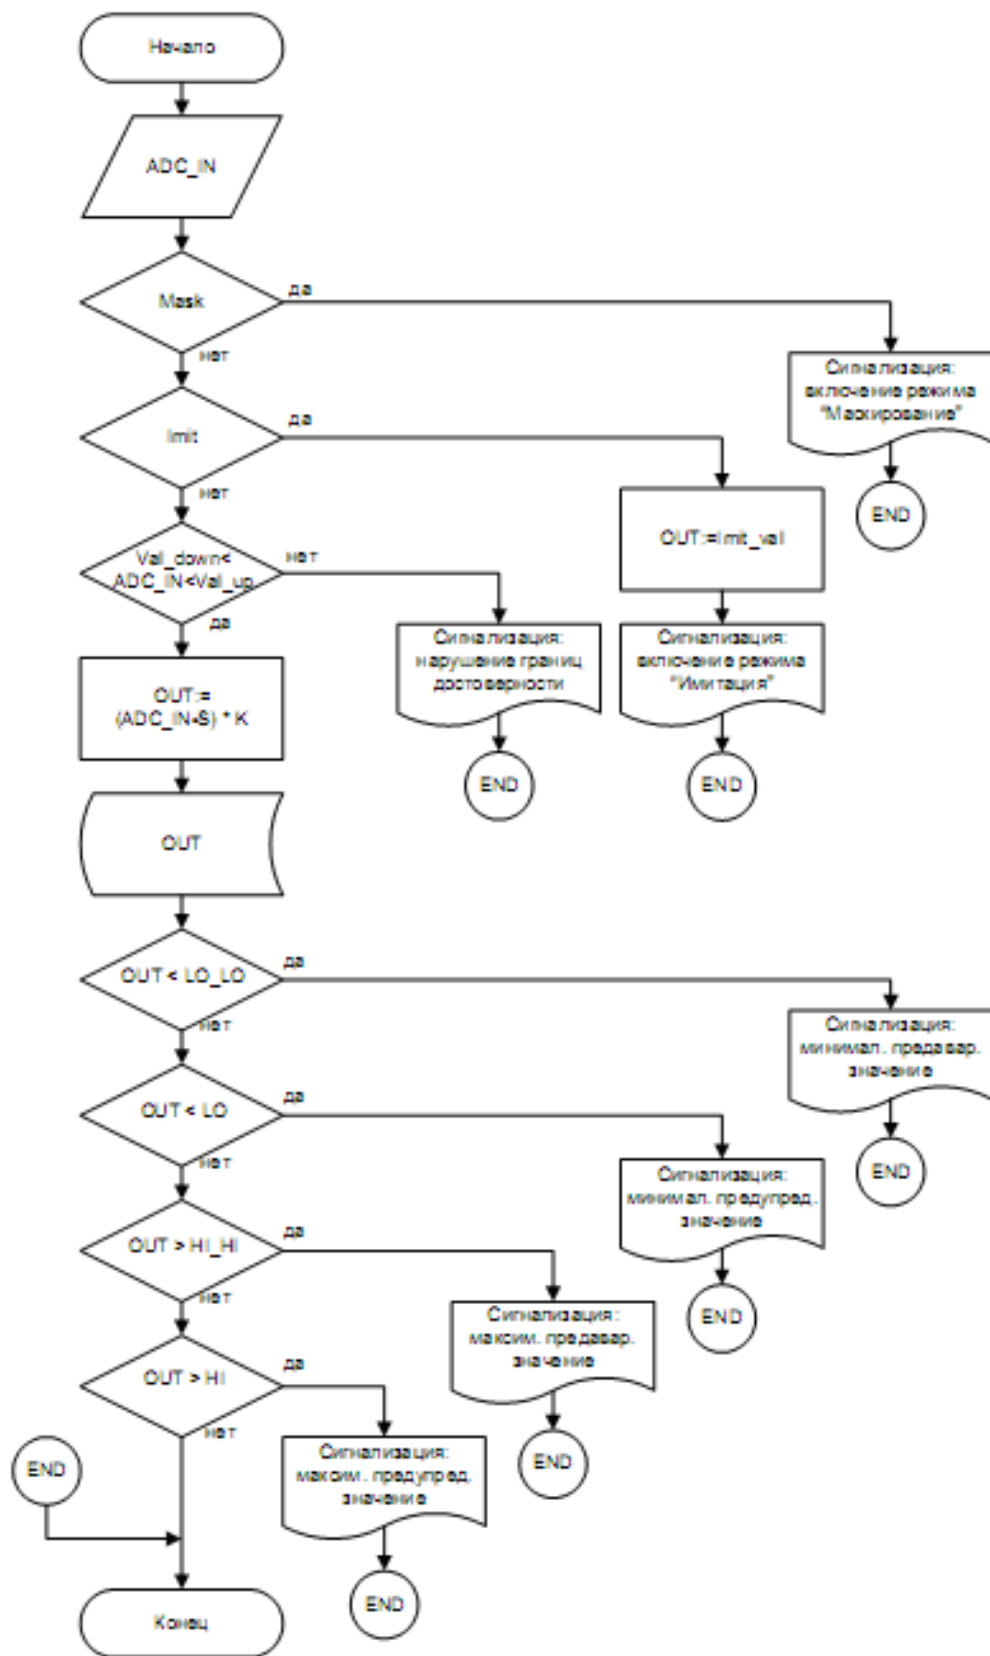 Начало
ADC_IN
Mask
да
нет
Сигнализация:
включение режима
"Маскирование"
END
Imit
да
нет
OUT:=Imit_val
Сигнализация:
включение режима
"Имитация"
END
Val_down<
ADC_IN<Val_up
нет
да
Сигнализация:
нарушение границ
достоверности
END
OUT:=
(ADC_IN-S) * K
OUT
OUT < LO_LO
да
нет
Сигнализация:
минимал. предавар.
значение
END
OUT < LO
да
нет
Сигнализация:
минимал. предупред.
значение
END
OUT > HI_HI
да
нет
Сигнализация:
максим. предавар.
значение
END
OUT > HI
да
нет
Сигнализация:
максим. предупред.
значение
END
END
Конец